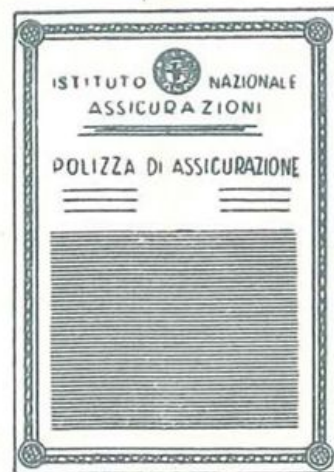 ISTITUTO NAZIONALE
ASSICURAZIONI
POLIZZA DI ASSICURAZIONE